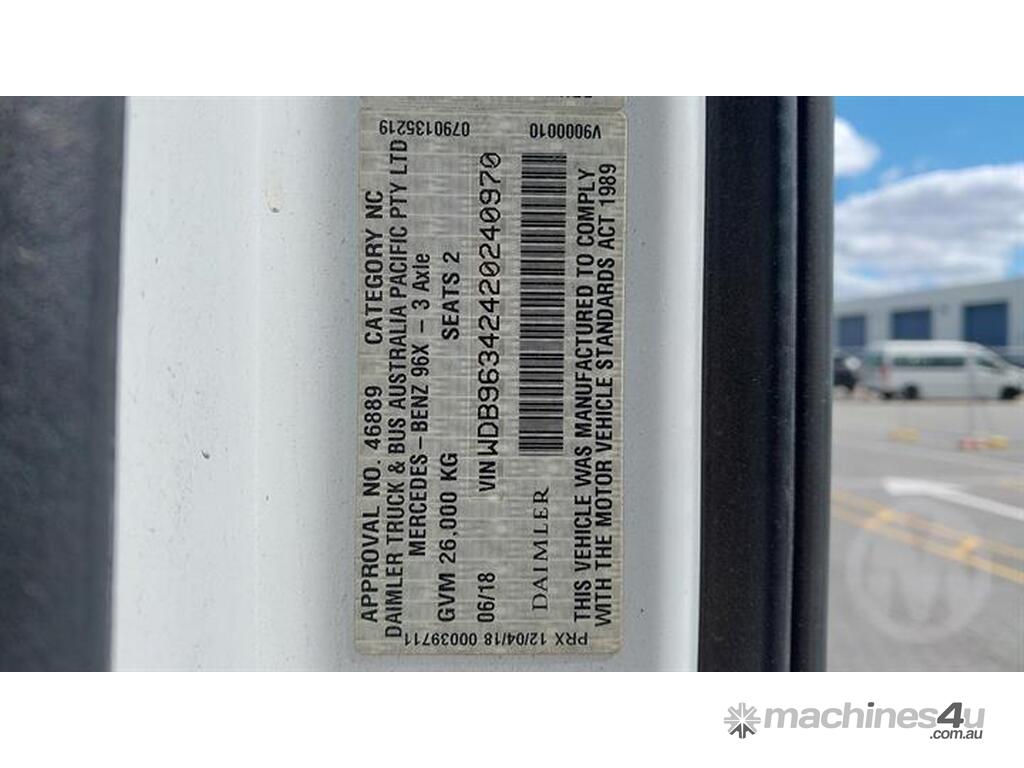 0790135219
V9000010
APPROVAL NO. 46889 CATEGORY NC
DAIMLER TRUCK & BUS AUSTRALIA PACIFIC PTY LTD
MERCEDES-BENZ 96X - 3 Axle
GVM 26,000 KG SEATS 2
06/18 VIN WDB96342420240970
DAIMLER
THIS VEHICLE WAS MANUFACTURED TO COMPLY
WITH THE MOTOR VEHICLE STANDARDS ACT 1989
PRX 12/04/18 00039711
machines4u
.com.au